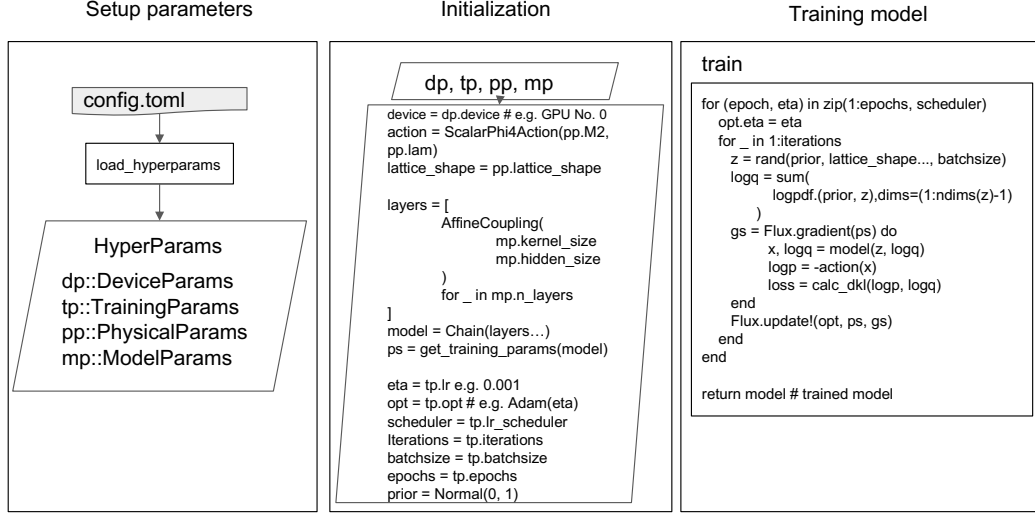 Setup parameters
config.toml
load_hyperparams
HyperParams
dp::DeviceParams
tp::TrainingParams
pp::PhysicalParams
mp::ModelParams
Initialization
dp, tp, pp, mp
device = dp.device # e.g. GPU No. 0
action = ScalarPhi4Action(pp.M2,
pp.lam)
lattice_shape = pp.lattice_shape
layers = [
AffineCoupling(
mp.kernel_size
mp.hidden_size
)
for _ in mp.n_layers
]
model = Chain(layers…)
ps = get_training_params(model)
eta = tp.lr e.g. 0.001
opt = tp.opt # e.g. Adam(eta)
scheduler = tp.lr_scheduler
Iterations = tp.iterations
batchsize = tp.batchsize
epochs = tp.epochs
prior = Normal(0, 1)
Training model
train
for (epoch, eta) in zip(1:epochs, scheduler)
opt.eta = eta
for _ in 1:iterations
z = rand(prior, lattice_shape..., batchsize)
logq = sum(
logpdf.(prior, z),dims=(1:ndims(z)-1)
)
gs = Flux.gradient(ps) do
x, logq = model(z, logq)
logp = -action(x)
loss = calc_dkl(logp, logq)
end
Flux.update!(opt, ps, gs)
end
end
return model # trained model